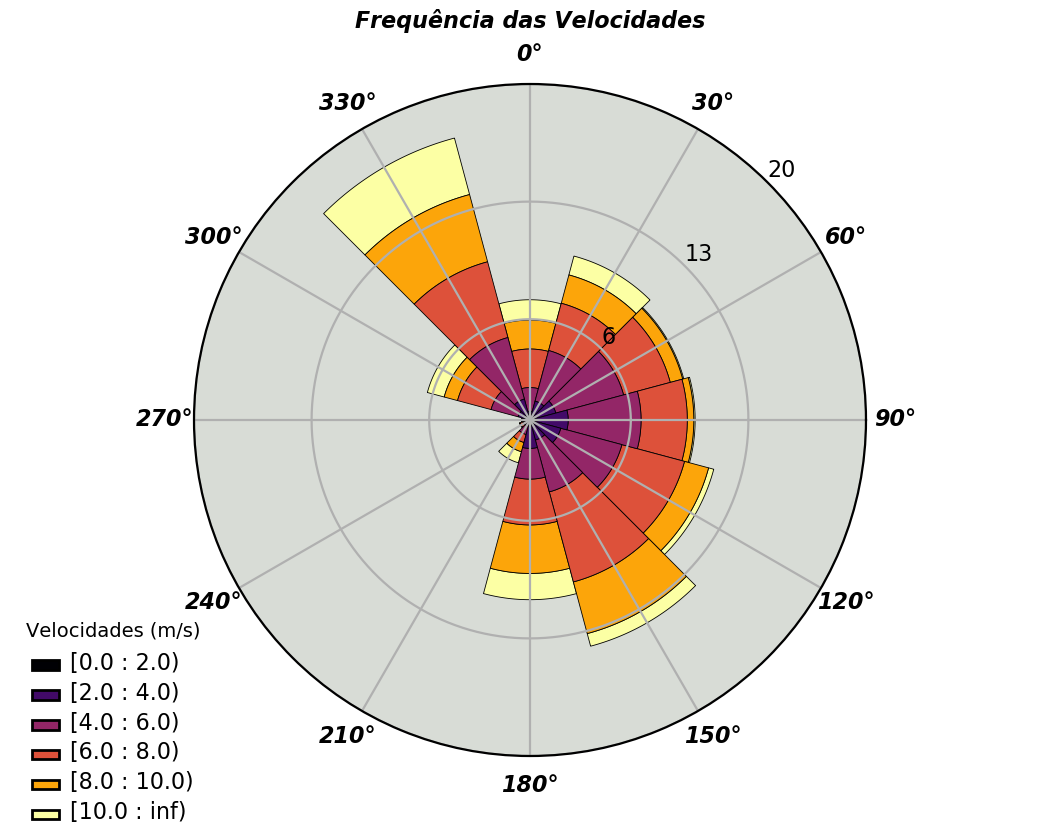 Frequência das Velocidades
0°
330°
30°
20
300°
60°
13
6
270°
90°
240°
120°
210°
150°
180°
Velocidades (m/s)
[0.0 : 2.0)
[2.0 : 4.0)
[4.0 : 6.0)
[6.0 : 8.0)
[8.0 : 10.0)
[10.0 : inf)